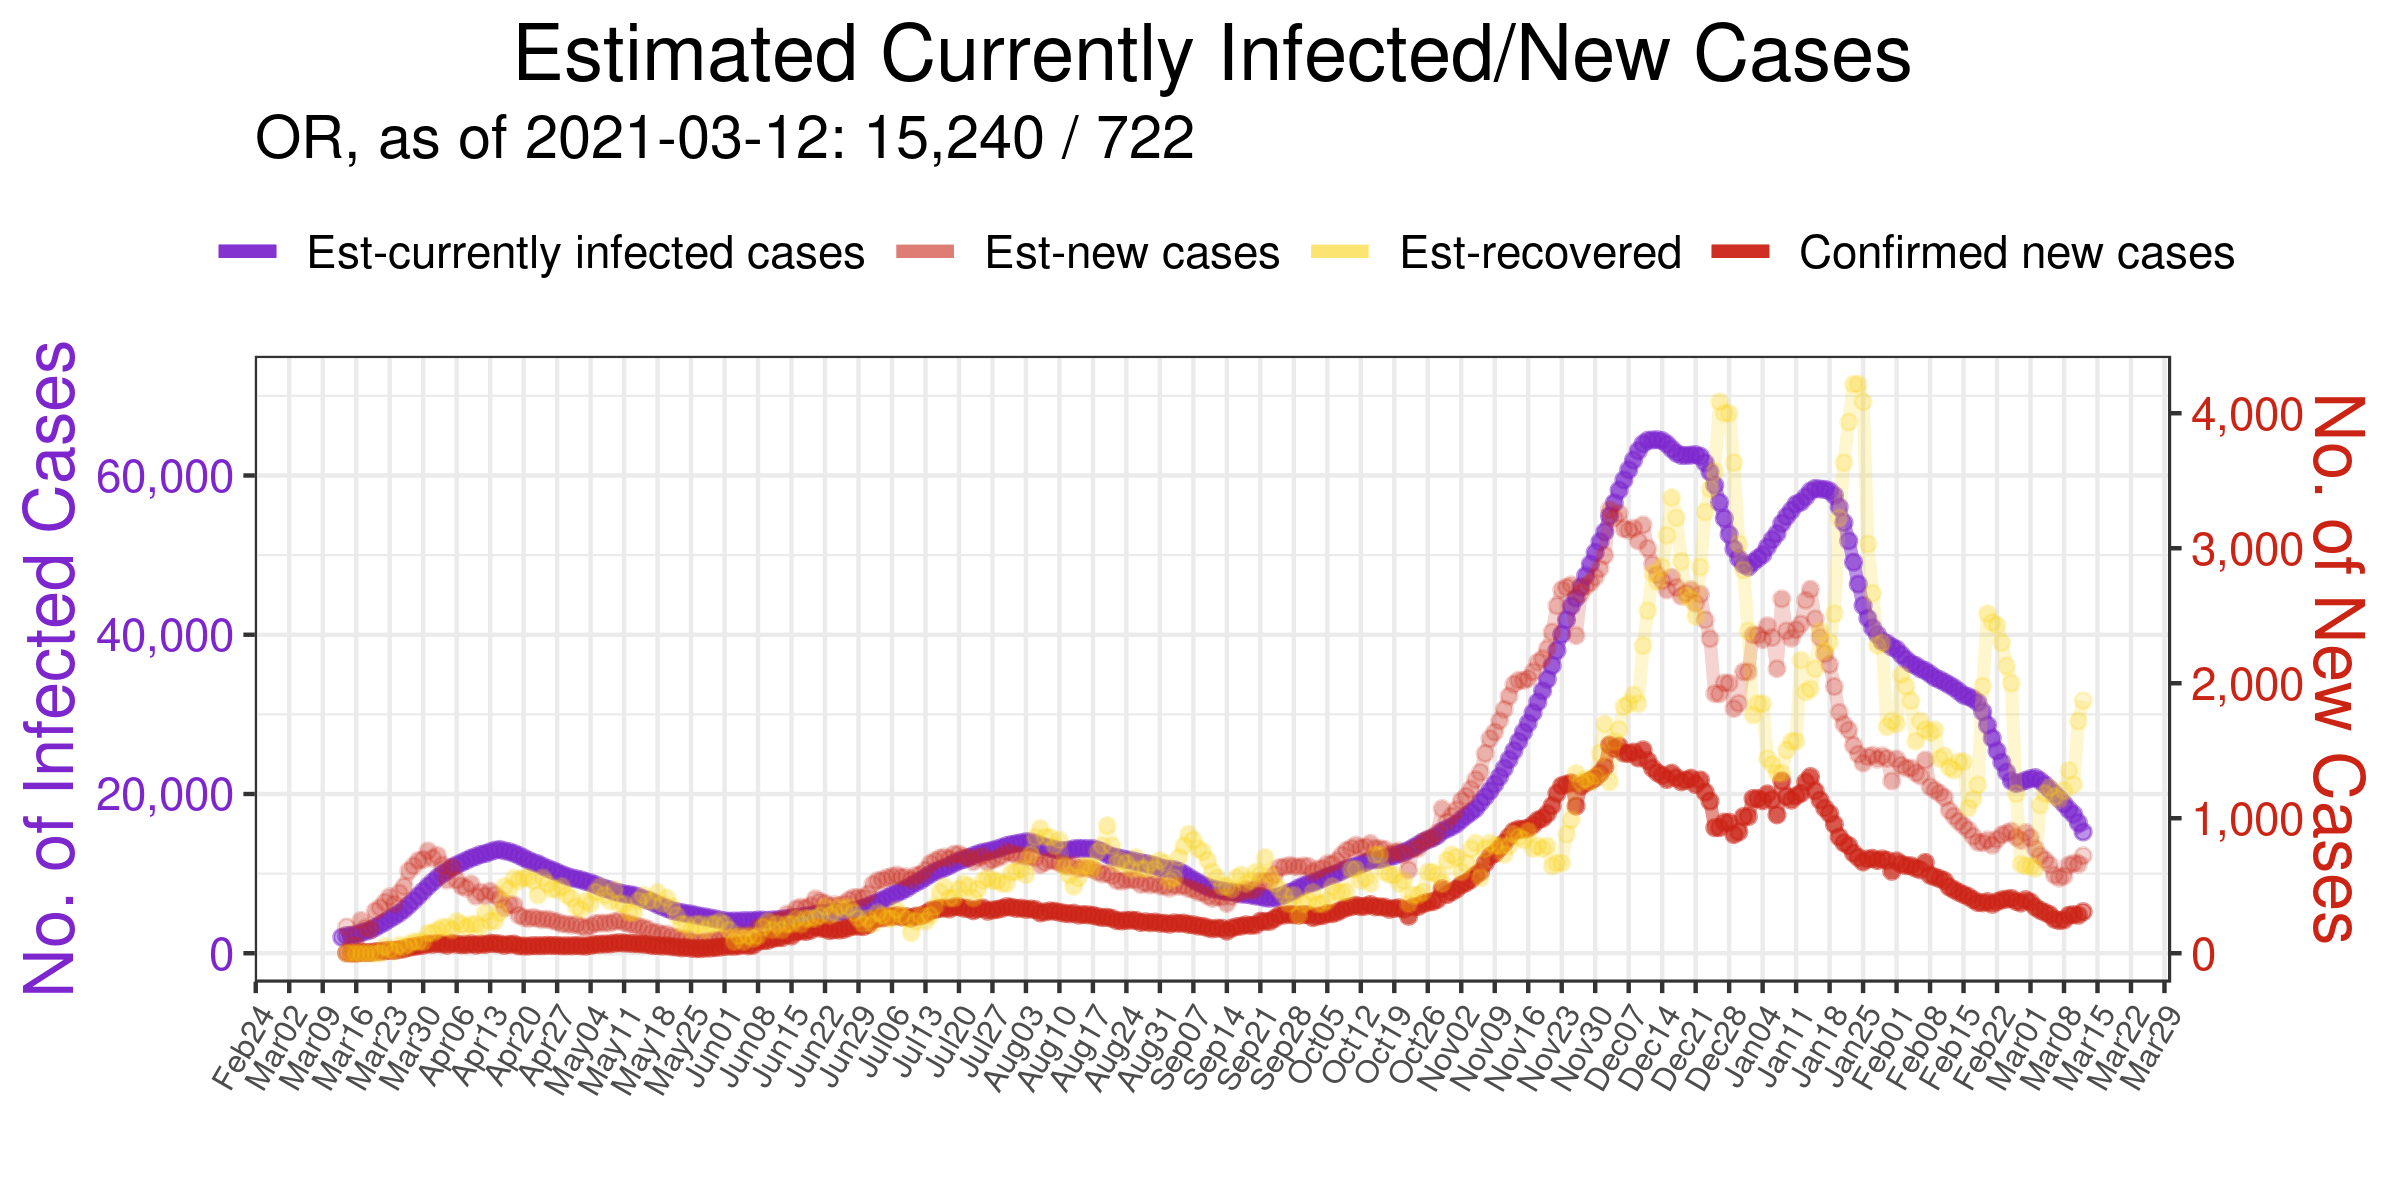 Estimated Currently Infected/New Cases
OR, as of 2021-03-12: 15,240 / 722
Est-currently infected cases Est-new cases Est-recovered Confirmed new cases
No. of Infected Cases
60,000
40,000
20,000
0
4,000
3,000
2,000
1,000
0
No. of New Cases
Feb24 Mar02 Mar09 Mar16 Mar23 Mar30 Apr06 Apr13 Apr20 Apr27 May04 May11 May18 May25 Jun01 Jun08 Jun15 Jun22 Jun29 Jul06 Jul13 Jul20 Jul27 Aug03 Aug10 Aug17 Aug24 Aug31 Sep07 Sep14 Sep21 Sep28 Oct05 Oct12 Oct19 Oct26 Nov02 Nov09 Nov16 Nov23 Nov30 Dec07 Dec14 Dec21 Dec28 Jan04 Jan11 Jan18 Jan25 Feb01 Feb08 Feb15 Feb22 Mar01 Mar08 Mar15 Mar22 Mar29